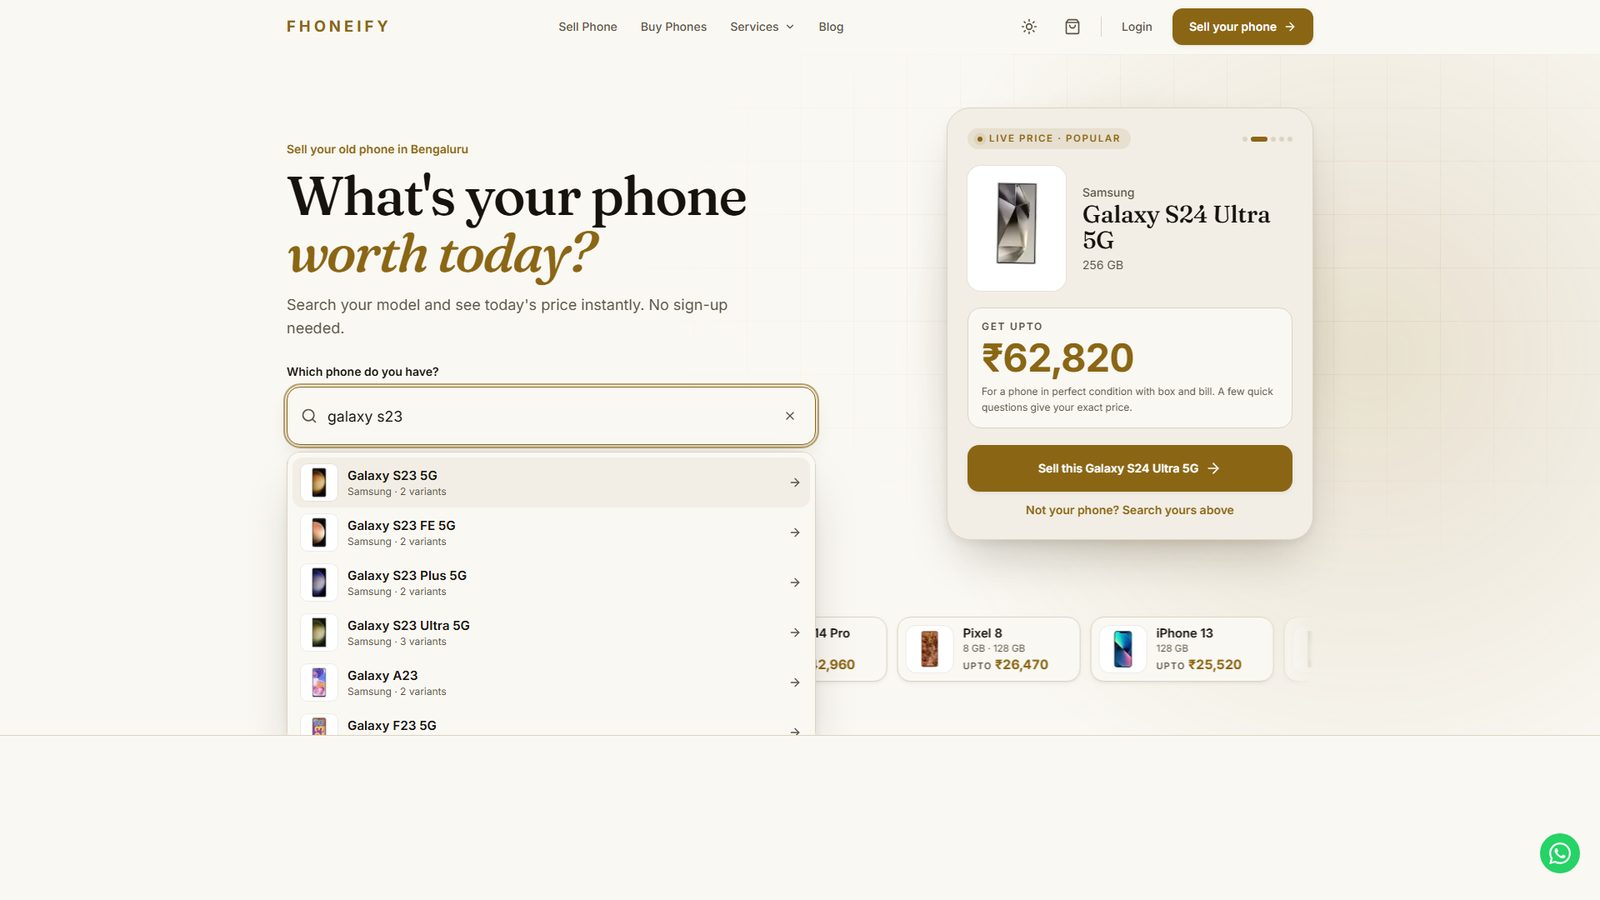 FHONEIFY
Sell Phone
Buy Phones
Services
Blog
Login
Sell your phone
Sell your old phone in Bengaluru
What's your phone
worth today?
Search your model and see today's price instantly. No sign-up
needed.
Which phone do you have?
galaxy s23
Galaxy S23 5G
Samsung · 2 variants
Galaxy S23 FE 5G
Samsung · 2 variants
Galaxy S23 Plus 5G
Samsung · 2 variants
Galaxy S23 Ultra 5G
Samsung · 3 variants
Galaxy A23
Samsung · 2 variants
Galaxy F23 5G
LIVE PRICE · POPULAR
Samsung
Galaxy S24 Ultra
5G
256 GB
GET UPTO
₹62,820
For a phone in perfect condition with box and bill. A few quick
questions give your exact price.
Sell this Galaxy S24 Ultra 5G
Not your phone? Search yours above
14 Pro
2,960
Pixel 8
8 GB · 128 GB
UPTO ₹26,470
iPhone 13
128 GB
UPTO ₹25,520